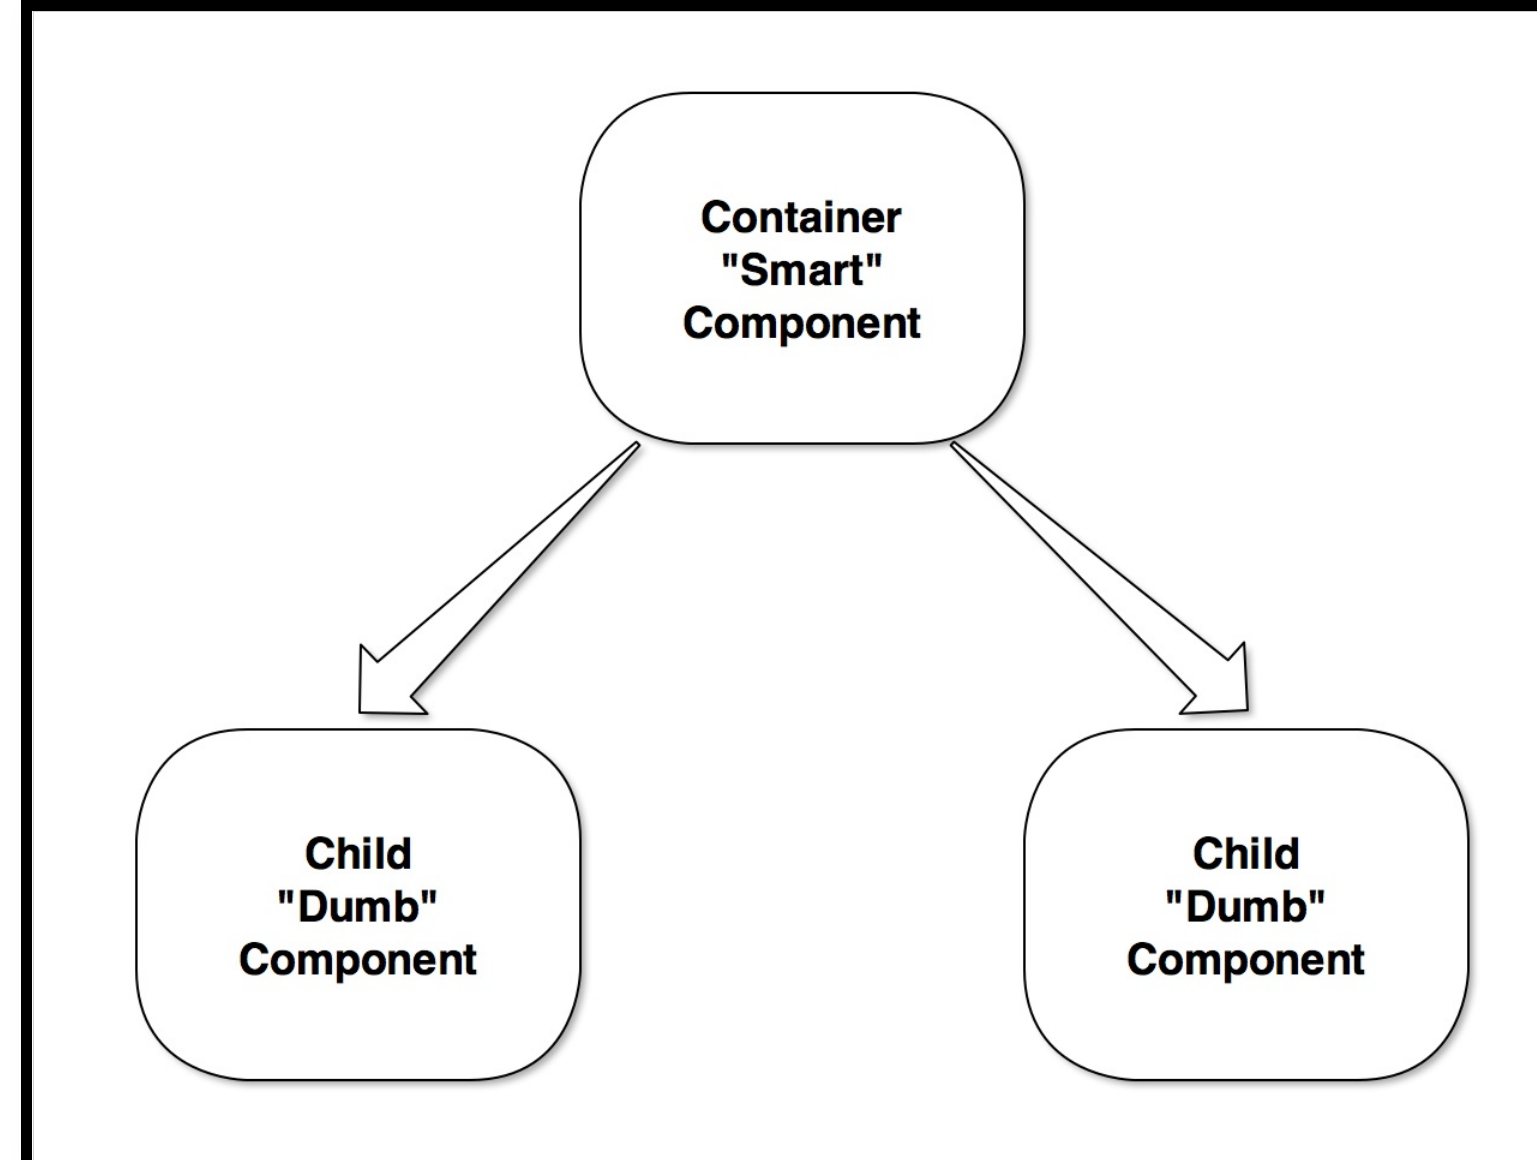 Container
"Smart"
Component
Child
"Dumb"
Component
Child
"Dumb"
Component